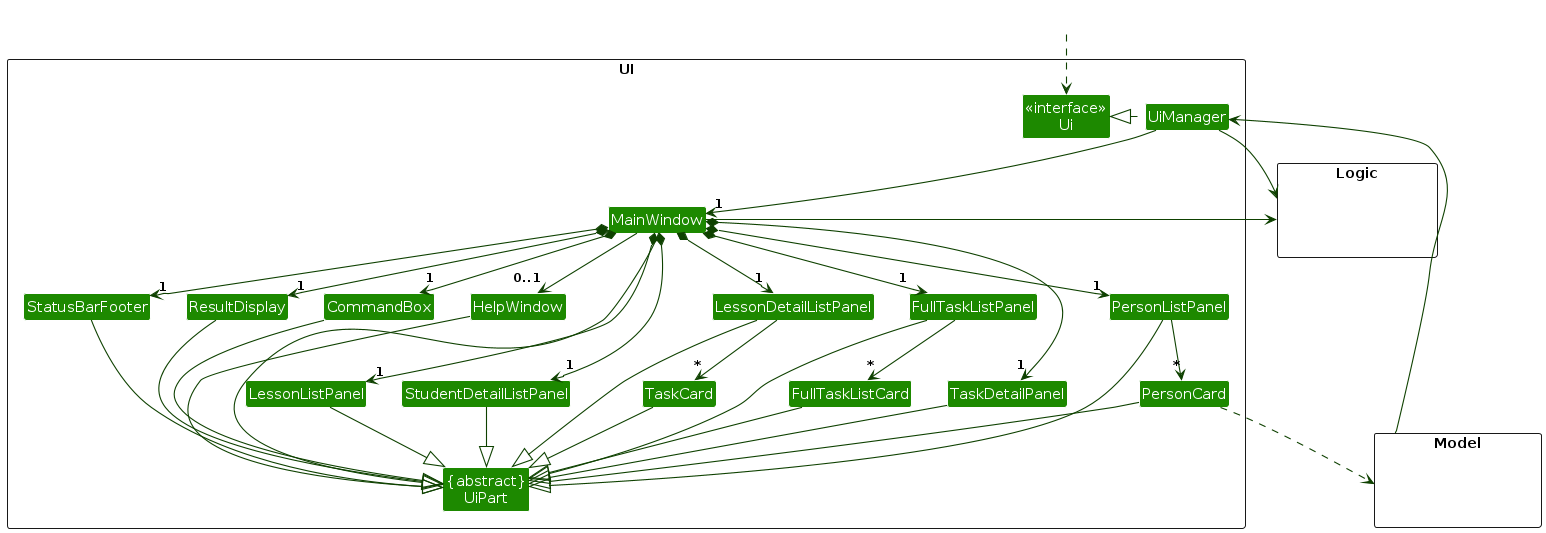 UI
«interface»
Ui
UiManager
Logic
1
MainWindow
1
1
1
0..1
1
1
1
StatusBarFooter
ResultDisplay
CommandBox
HelpWindow
LessonDetailListPanel
FullTaskListPanel
PersonListPanel
1
1
*
*
1
*
LessonListPanel
StudentDetailListPanel
TaskCard
FullTaskListCard
TaskDetailPanel
PersonCard
Model
{abstract}
UiPart